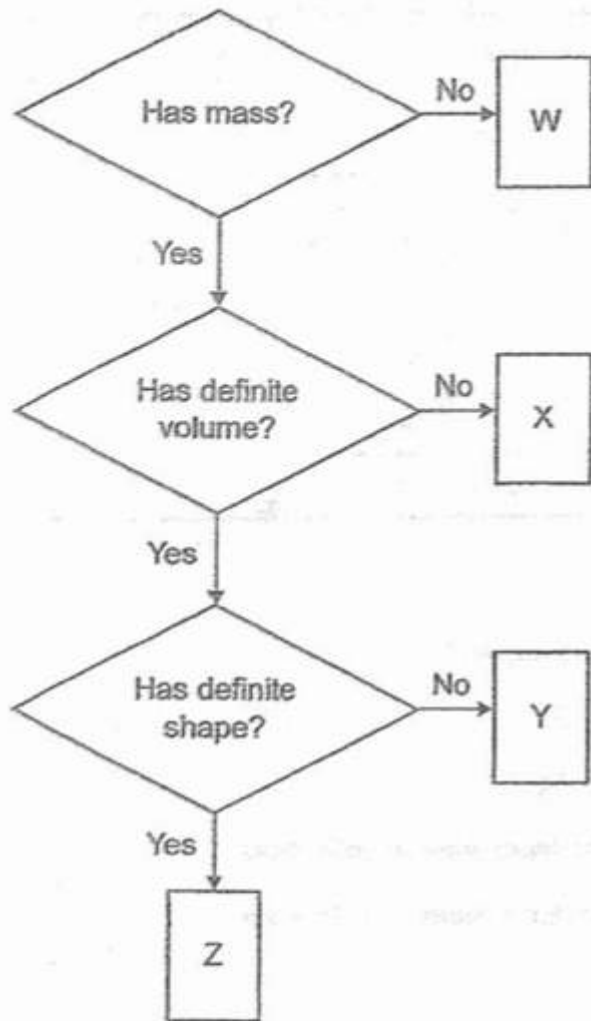 Has mass?
No
W
Yes
Has definite
volume?
No
X
Yes
Has definite
shape?
No
Y
Yes
Z